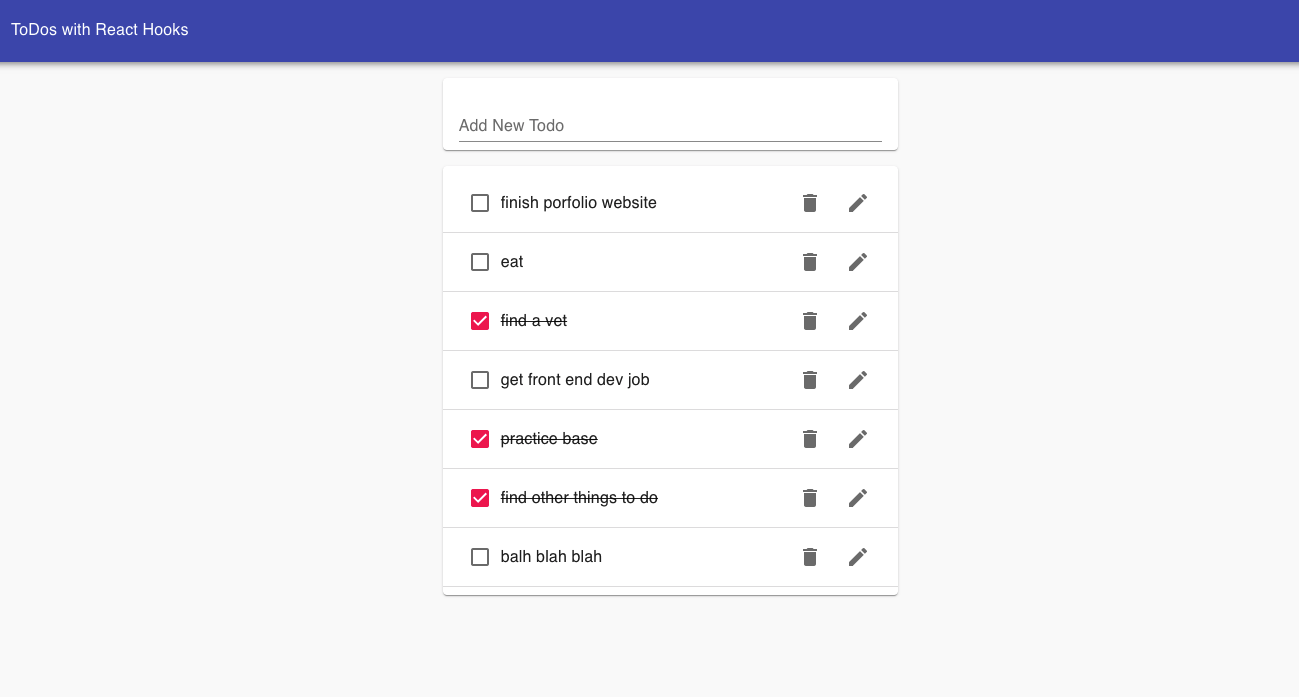 ToDos with React Hooks
Add New Todo
finish porfolio website
eat
find a vet
get front end dev job
practice base
find other things to do
balh blah blah